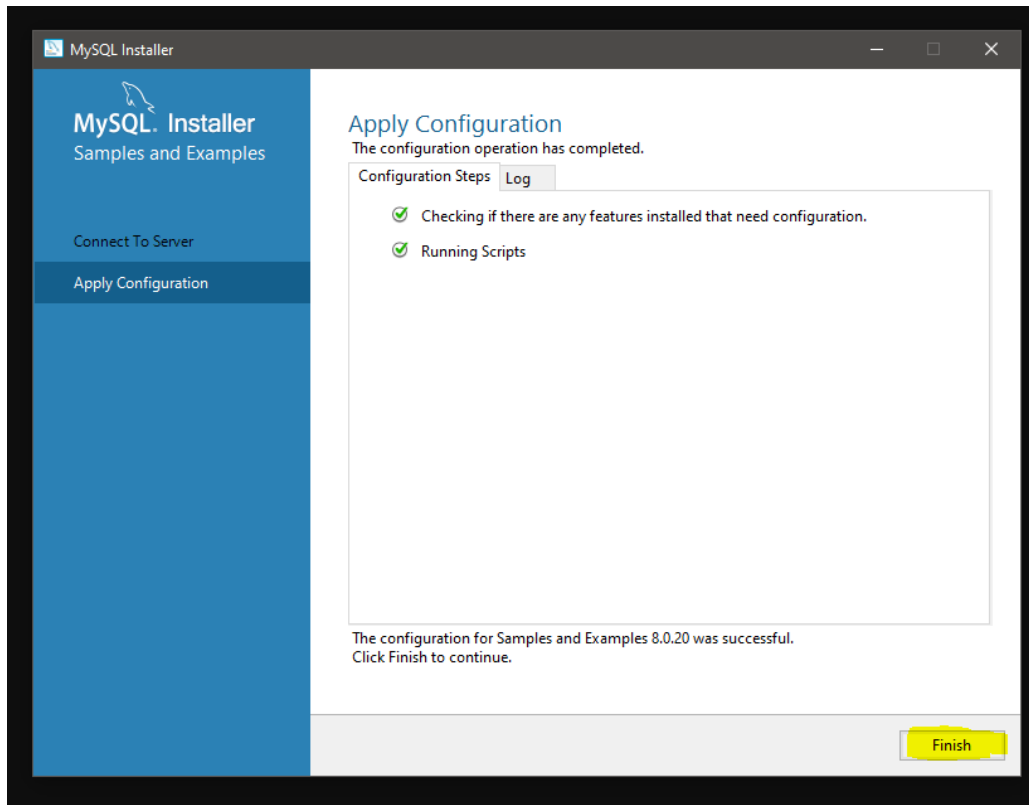 MySQL Installer
MySQL. Installer
Samples and Examples
Connect To Server
Apply Configuration
Apply Configuration
The configuration operation has completed.
Configuration Steps Log
Checking if there are any features installed that need configuration.
Running Scripts
The configuration for Samples and Examples 8.0.20 was successful.
Click Finish to continue.
Finish